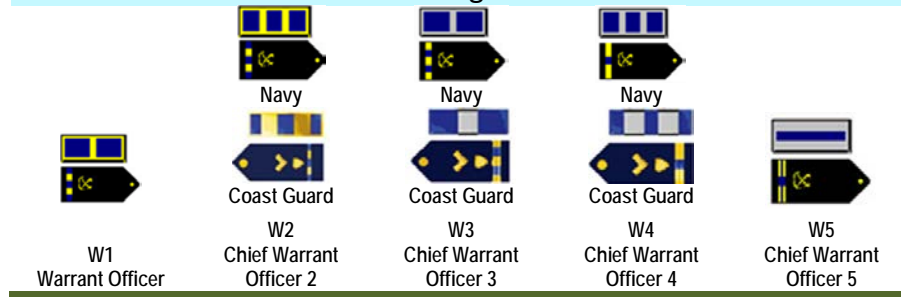 Navy
Navy
Navy
Coast Guard
Coast Guard
Coast Guard
W1
Warrant Officer
W2
Chief Warrant
Officer 2
W3
Chief Warrant
Officer 3
W4
Chief Warrant
Officer 4
W5
Chief Warrant
Officer 5